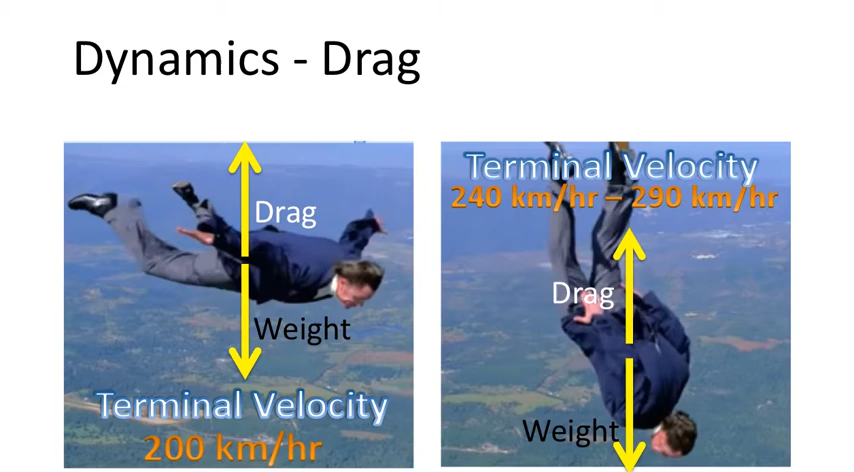 Dynamics - Drag
Drag
Weight
Terminal Velocity
200 km/hr
Terminal Velocity
240 km/hr – 290 km/hr
Drag
Weight